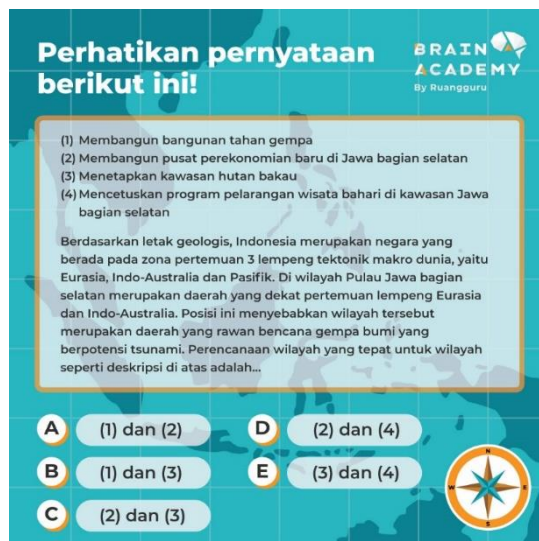 Perhatikan pernyataan
berikut ini!
BRAIN
ACADEMY
By Ruangguru
(1) Membangun bangunan tahan gempa
(2) Membangun pusat perekonomian baru di Jawa bagian selatan
(3) Menetapkan kawasan hutan bakau
(4) Mencetuskan program pelarangan wisata bahari di kawasan Jawa
bagian selatan
Berdasarkan letak geologis, Indonesia merupakan negara yang
berada pada zona pertemuan 3 lempeng tektonik makro dunia, yaitu
Eurasia, Indo-Australia dan Pasifik. Di wilayah Pulau Jawa bagian
selatan merupakan daerah yang dekat pertemuan lempeng Eurasia
dan Indo-Australia. Posisi ini menyebabkan wilayah tersebut
merupakan daerah yang rawan bencana gempa bumi yang
berpotensi tsunami. Perencanaan wilayah yang tepat untuk wilayah
seperti deskripsi di atas adalah...
A (1) dan (2)
B (1) dan (3)
C (2) dan (3)
D (2) dan (4)
E (3) dan (4)
N
W E
S